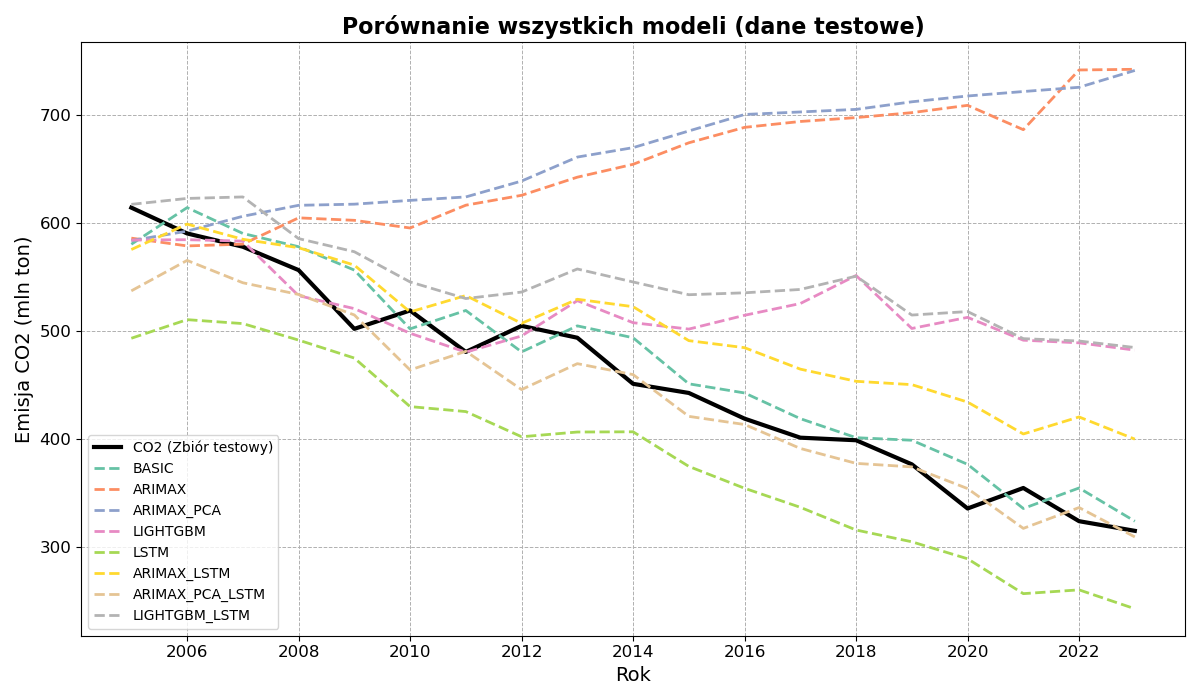 Porównanie wszystkich modeli (dane testowe)
Emisja CO2 (mln ton)
700
600
500
400
300
CO2 (Zbiór testowy)
BASIC
ARIMAX
ARIMAX_PCA
LIGHTGBM
LSTM
ARIMAX_LSTM
ARIMAX_PCA_LSTM
LIGHTGBM_LSTM
2006 2008 2010 2012 2014 2016 2018 2020 2022
Rok